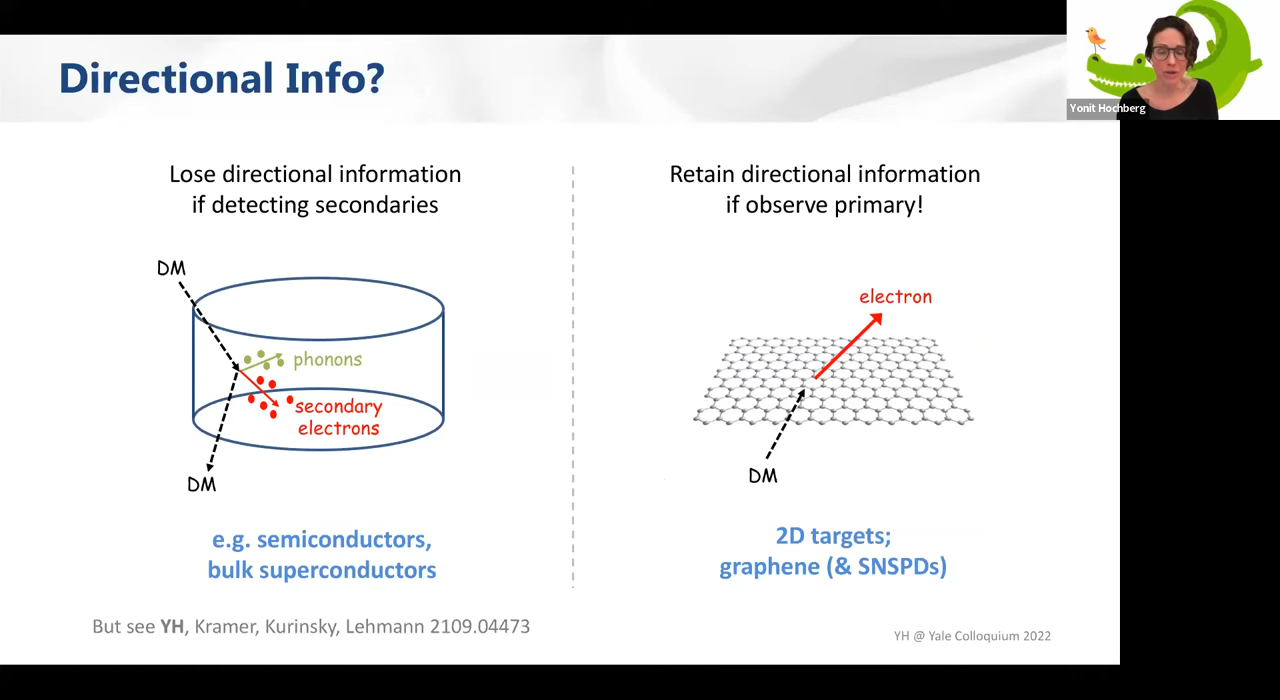 Directional Info?
Yonit Hochberg
Lose directional information
if detecting secondaries
DM
phonons
secondary
electrons
DM
e.g. semiconductors,
bulk superconductors
Retain directional information
if observe primary!
electron
DM
2D targets;
graphene (& SNSPDs)
But see YH, Kramer, Kurinsky, Lehmann 2109.04473
YH @ Yale Colloquium 2022